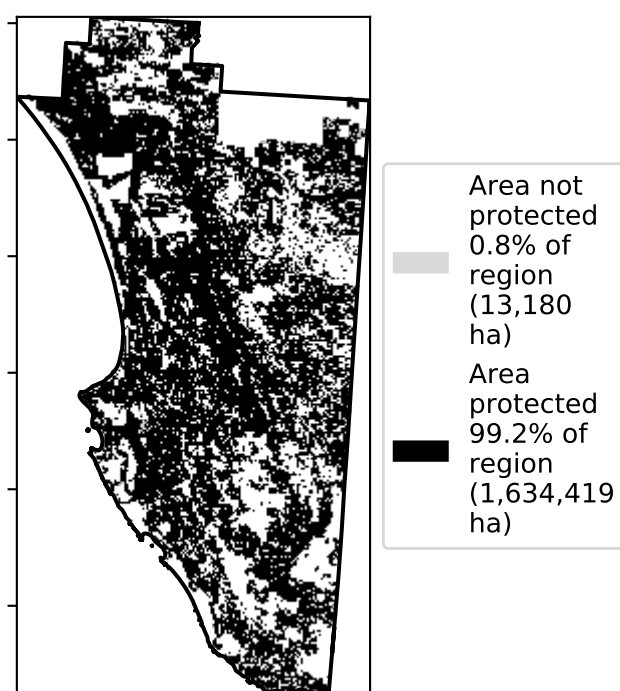 Area not
protected
0.8% of
region
(13,180
ha)
Area
protected
99.2% of
region
(1,634,419
ha)